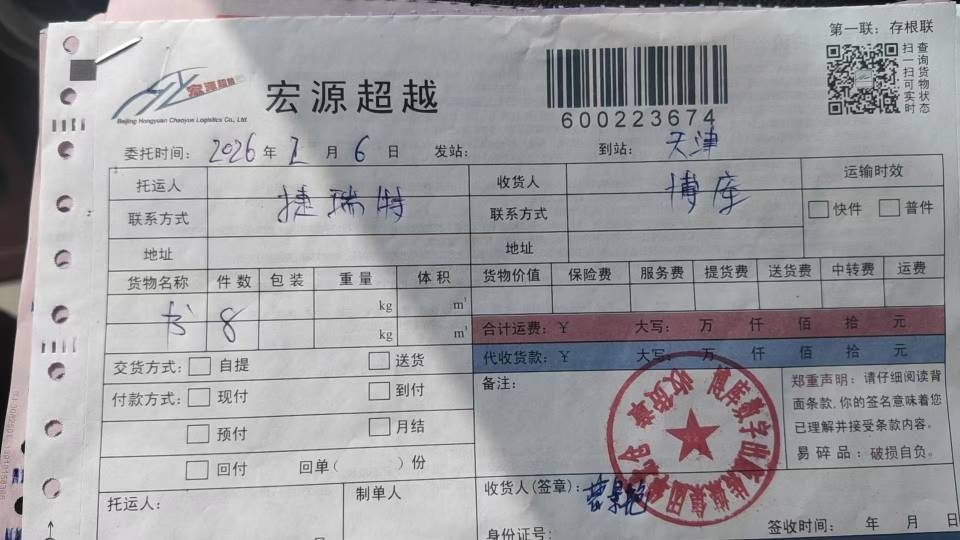 第一联：存根联
宏源超越
Beijing Hongyuan Chaoyue Logistics Co., Ltd.
宏源超越
600223674
扫一扫可实时
查询货物状态
委托时间： 2026 年 1 月 6 日 发站： 到站： 天津
托运人 捷瑞特 收货人 博库 运输时效
联系方式 联系方式 快件 普件
地址 地址
货物名称 件数 包装 重量 体积 货物价值 保险费 服务费 提货费 送货费 中转费 运费
书 8 kg m³
kg m³
合计运费：￥ 大写： 万 仟 佰 拾 元
代收货款：￥ 大写： 万 仟 佰 拾 元
交货方式： 自提 送货
付款方式： 现付 到付
预付 月结
回付 回单（ ）份
备注：
郑重声明：请仔细阅读背
面条款，你的签名意味着您
已理解并接受条款内容。
易碎品：破损自负。
收货章
托运人： 制单人 收货人(签章)：
身份证号： 签收时间： 年 月 日